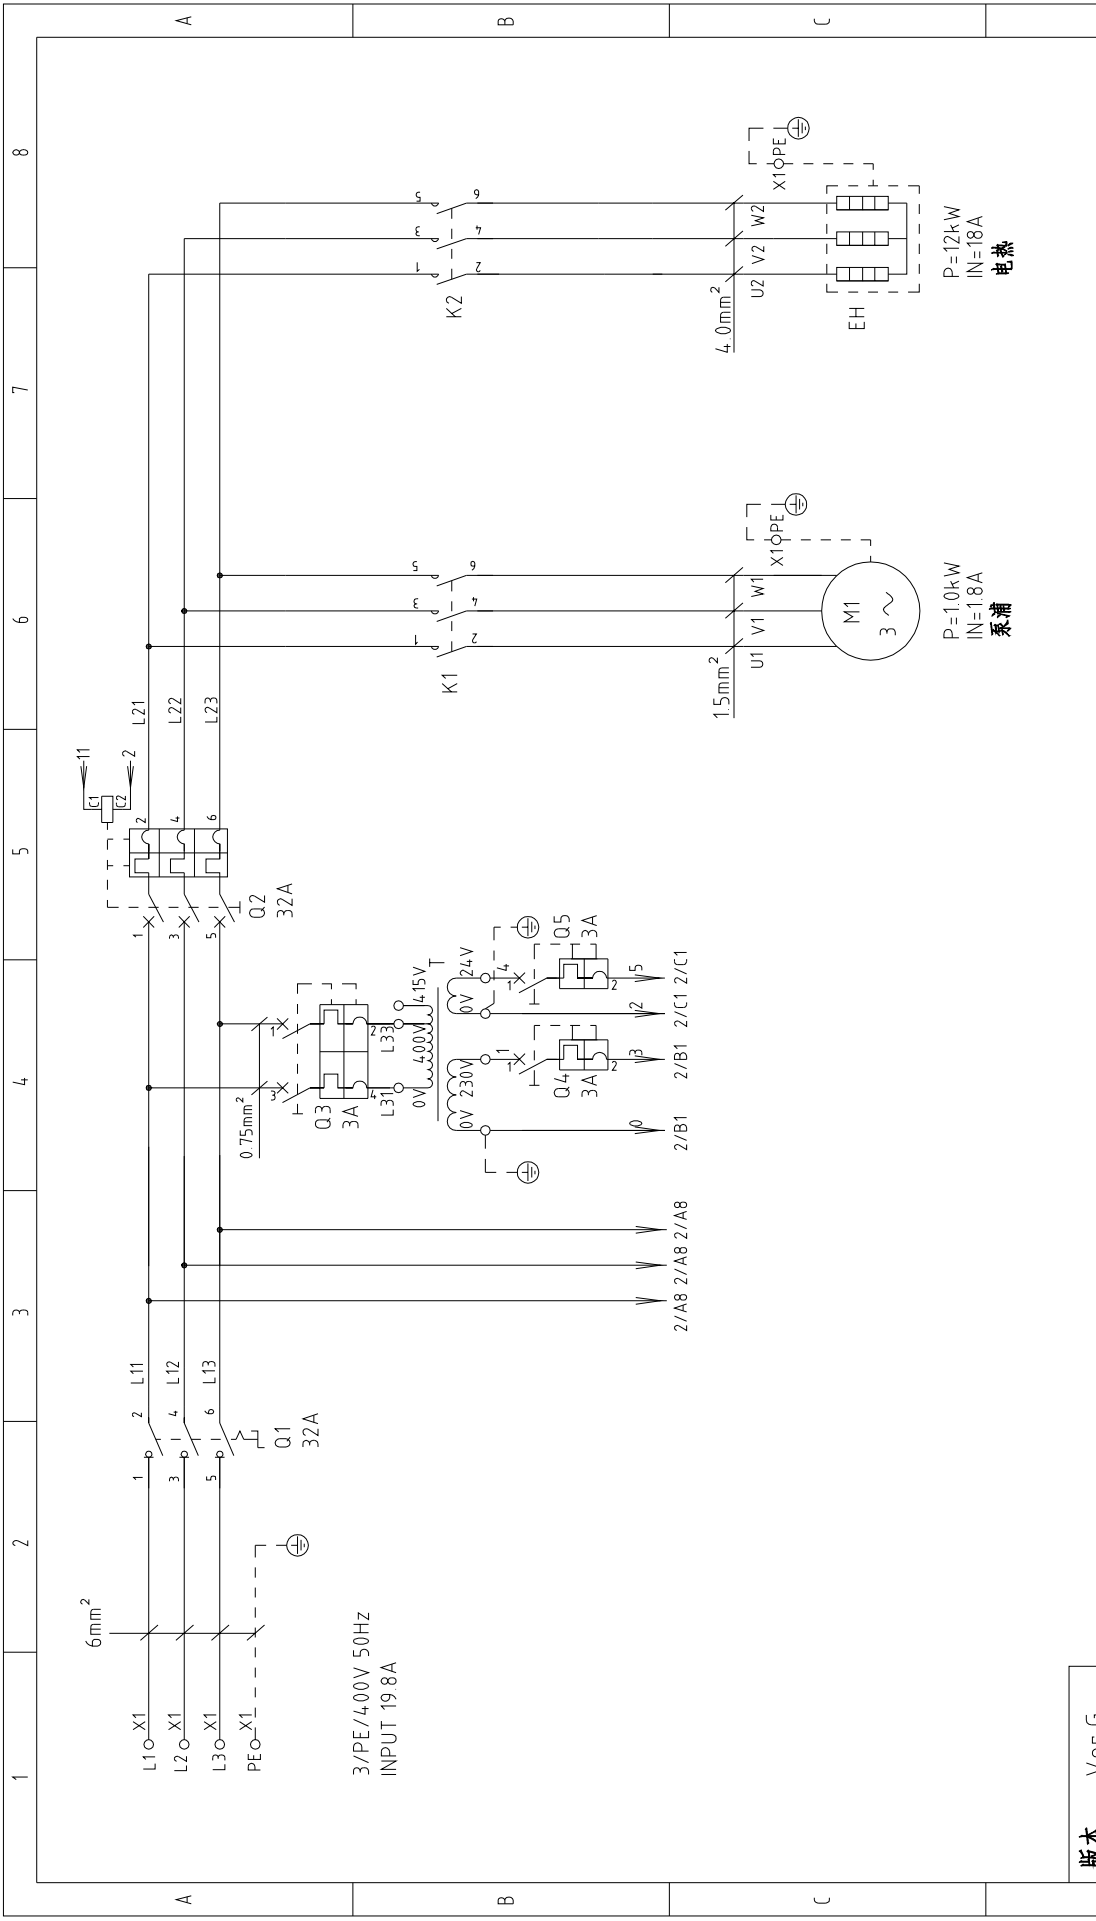 1 2 3 4 5 6 7 8
A
B
C
A
B
C
6mm²
L1 X1
L2 X1
L3 X1
PE X1
3/PE/400V 50Hz
INPUT 19.8A
1 2 L11
3 4 L12
5 6 L13
Q1
32A
2/A8 2/A8 2/A8
0.75mm²
3 1
Q3
3A
4 2
L31 L33
0V 400V 415V
T
0V 230V
0V 24V
1
1
Q4
3A
2
4
1
Q5
3A
2
0 3 2 5
2/B1 2/B1 2/C1 2/C1
1 2 L21
3 4 L22
5 6 L23
Q2
32A
C1 11
C2 2
1 3 5
K1
2 4 6
1.5mm²
U1 V1 W1
X1 PE
M1
3 ~
P=1.0kW
IN=1.8A
泵浦
1 3 5
K2
2 4 6
4.0mm²
U2 V2 W2
X1 PE
EH
P=12kW
IN=18A
电热
版本 Ver.G